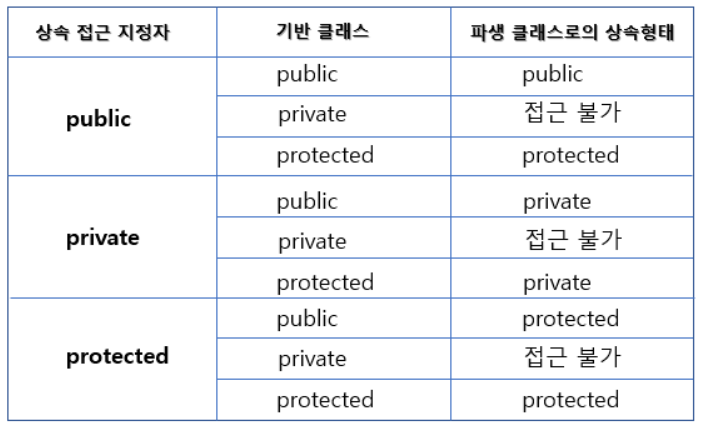 상속 접근 지정자 기반 클래스 파생 클래스로의 상속형태
public public public
private 접근 불가
protected protected
private public private
private 접근 불가
protected private
protected public protected
private 접근 불가
protected protected